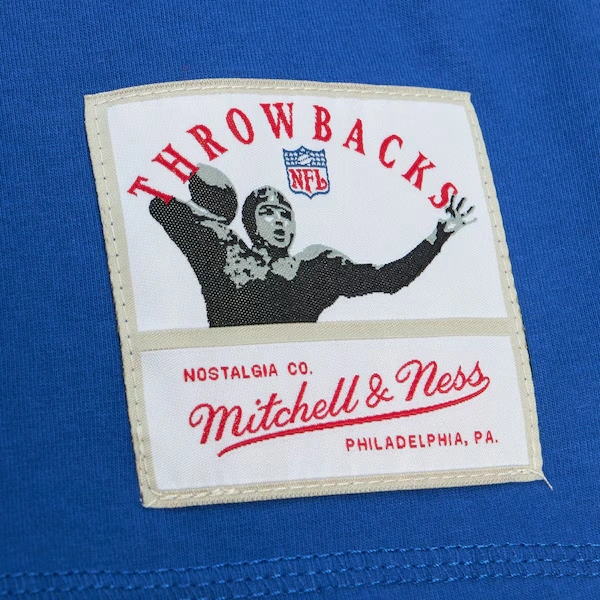 THROWBACKS
NFL
NOSTALGIA CO.
Mitchell & Ness
PHILADELPHIA, PA.